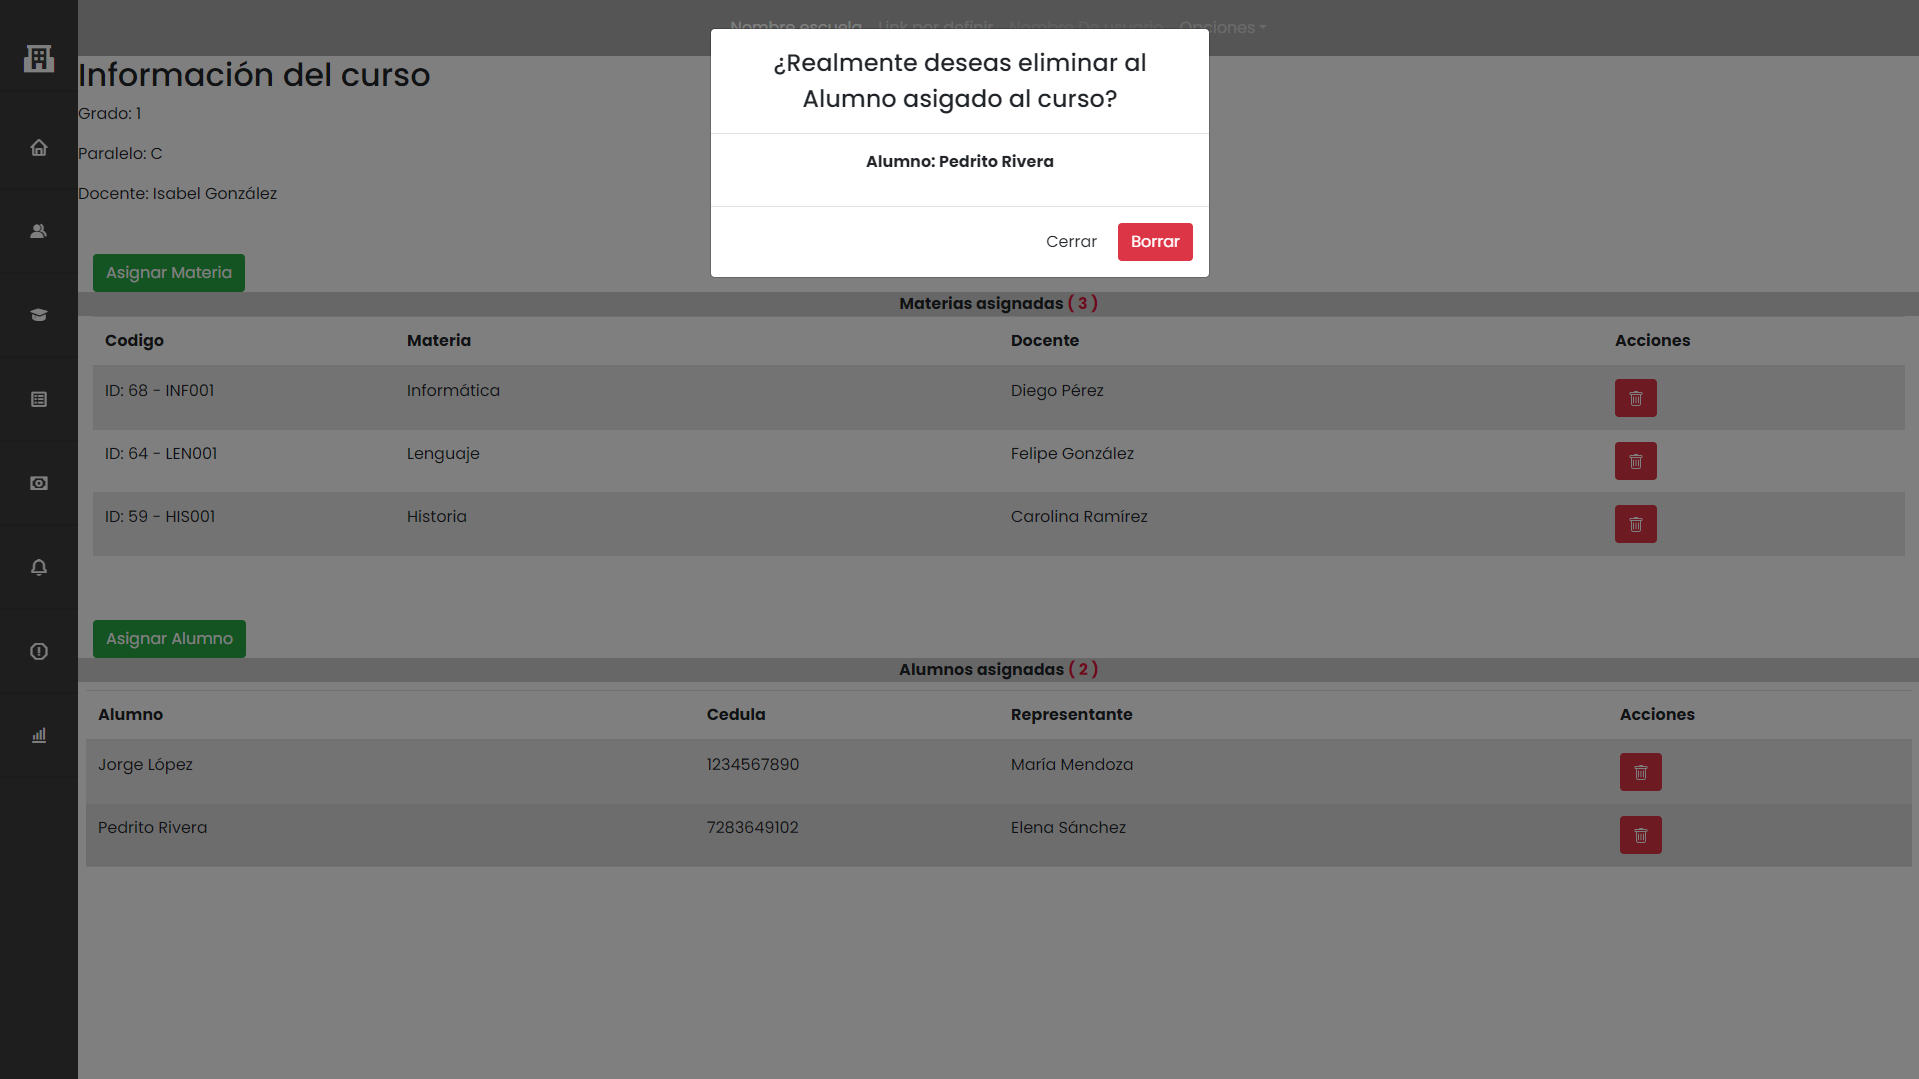 Nombre escuela Link por definir Nombre De usuario Opciones
¿Realmente deseas eliminar al
Alumno asigado al curso?
Alumno: Pedrito Rivera
Cerrar Borrar
Información del curso
Grado: 1
Paralelo: C
Docente: Isabel González
Asignar Materia
Materias asignadas ( 3 )
Codigo Materia Docente Acciones
ID: 68 - INF001 Informática Diego Pérez
ID: 64 - LEN001 Lenguaje Felipe González
ID: 59 - HIS001 Historia Carolina Ramírez
Asignar Alumno
Alumnos asignadas ( 2 )
Alumno Cedula Representante Acciones
Jorge López 1234567890 María Mendoza
Pedrito Rivera 7283649102 Elena Sánchez